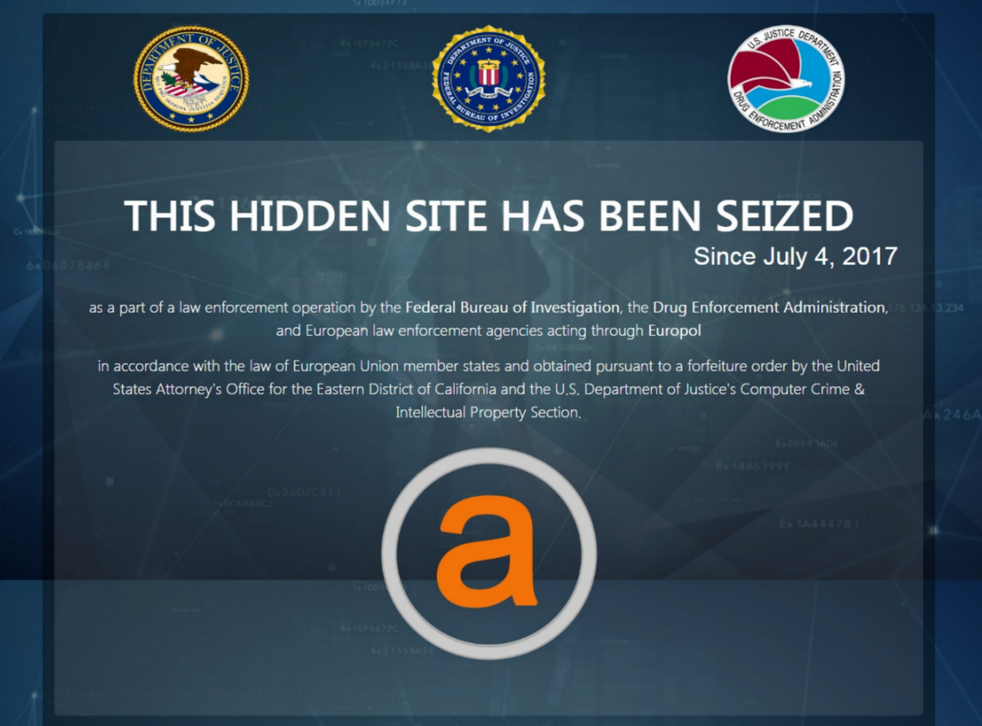 DEPARTMENT OF JUSTICE
DEPARTMENT OF JUSTICE
FEDERAL BUREAU OF INVESTIGATION
U.S. JUSTICE DEPARTMENT
DRUG ENFORCEMENT ADMINISTRATION
THIS HIDDEN SITE HAS BEEN SEIZED
Since July 4, 2017
as a part of a law enforcement operation by the Federal Bureau of Investigation, the Drug Enforcement Administration,
and European law enforcement agencies acting through Europol
in accordance with the law of European Union member states and obtained pursuant to a forfeiture order by the United
States Attorney's Office for the Eastern District of California and the U.S. Department of Justice's Computer Crime &
Intellectual Property Section.
a